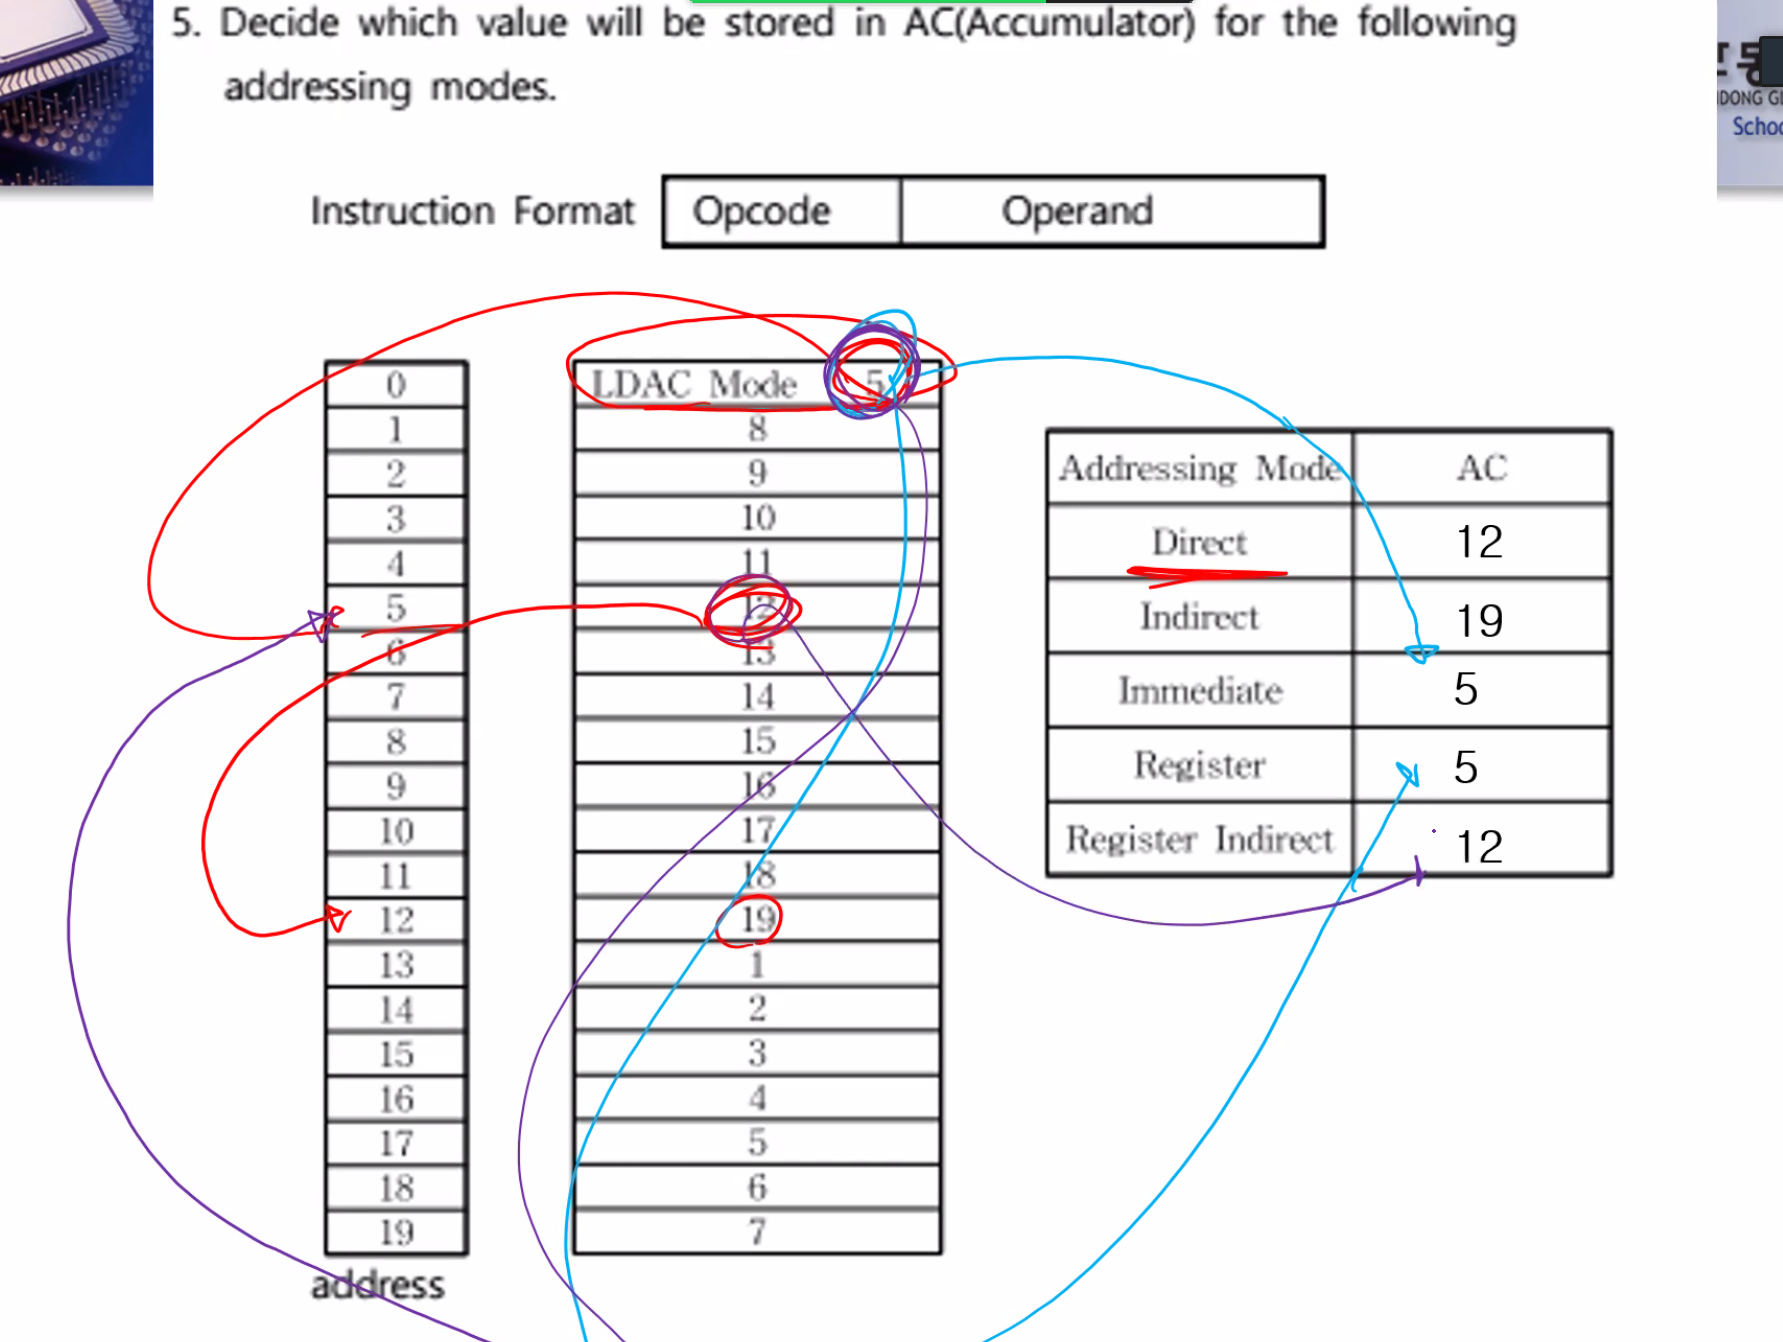 5. Decide which value will be stored in AC(Accumulator) for the following
addressing modes.
DONG GL
Schoo
Instruction Format Opcode Operand
0 LDAC Mode 5
1 8
2 9
3 10
4 11
5 12
6 13
7 14
8 15
9 16
10 17
11 18
12 19
13 1
14 2
15 3
16 4
17 5
18 6
19 7
address
Addressing Mode AC
Direct 12
Indirect 19
Immediate 5
Register 5
Register Indirect 12